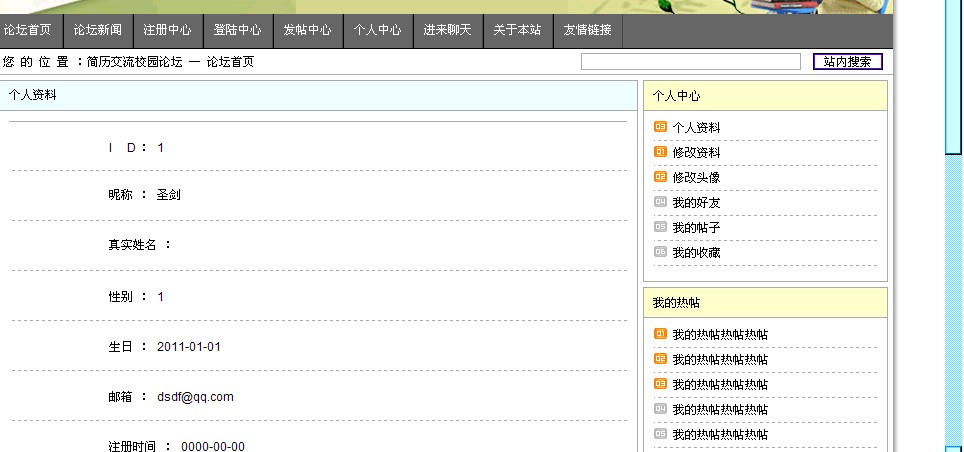 论坛首页 论坛新闻 注册中心 登陆中心 发帖中心 个人中心 进来聊天 关于本站 友情链接
您 的 位 置 ：简历交流校园论坛 — 论坛首页 站内搜索
个人资料
I D： 1
昵称 ： 圣剑
真实姓名 ：
性别 ： 1
生日 ： 2011-01-01
邮箱 ： dsdf@qq.com
注册时间 ： 0000-00-00
个人中心
03 个人资料
01 修改资料
02 修改头像
04 我的好友
05 我的帖子
06 我的收藏
我的热帖
01 我的热帖热帖热帖
02 我的热帖热帖热帖
03 我的热帖热帖热帖
04 我的热帖热帖热帖
05 我的热帖热帖热帖